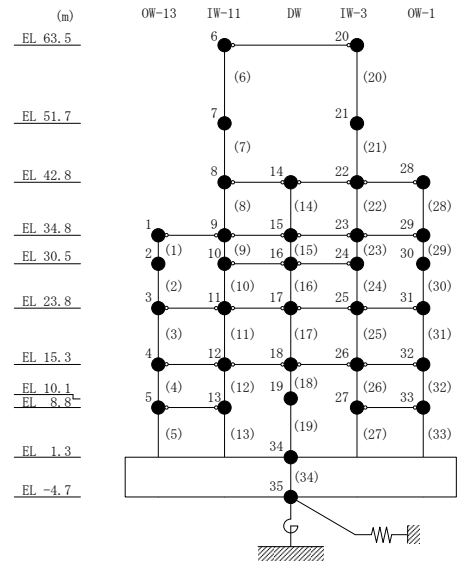 (m) OW-13 IW-11 DW IW-3 OW-1
EL 63.5 6 20
(6) (20)
EL 51.7 7 21
(7) (21)
EL 42.8 8 14 22 28
(8) (14) (22) (28)
EL 34.8 1 9 15 23 29
(1) (9) (15) (23) (29)
EL 30.5 2 10 16 24 30
(2) (10) (16) (24) (30)
EL 23.8 3 11 17 25 31
(3) (11) (17) (25) (31)
EL 15.3 4 12 18 26 32
(4) (12) (18) (26) (32)
EL 10.1 19
EL 8.8 5 13 27 33
(5) (13) (19) (27) (33)
EL 1.3 34
(34)
EL -4.7 35